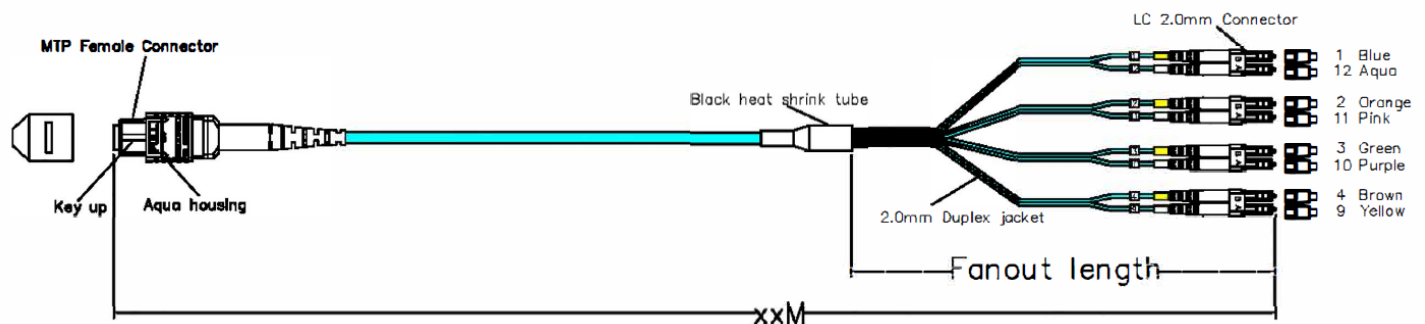 LC 2.0mm Connector
MTP Female Connector
1 Blue
12 Aqua
Black heat shrink tube
2 Orange
11 Pink
3 Green
10 Purple
Key up
Aqua housing
4 Brown
9 Yellow
2.0mm Duplex jacket
Fanout length
xxM